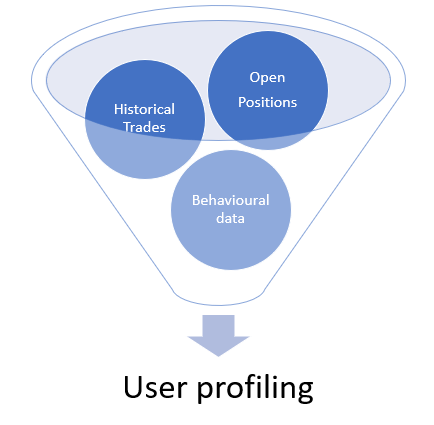 Open
Positions
Historical
Trades
Behavioural
data
User profiling